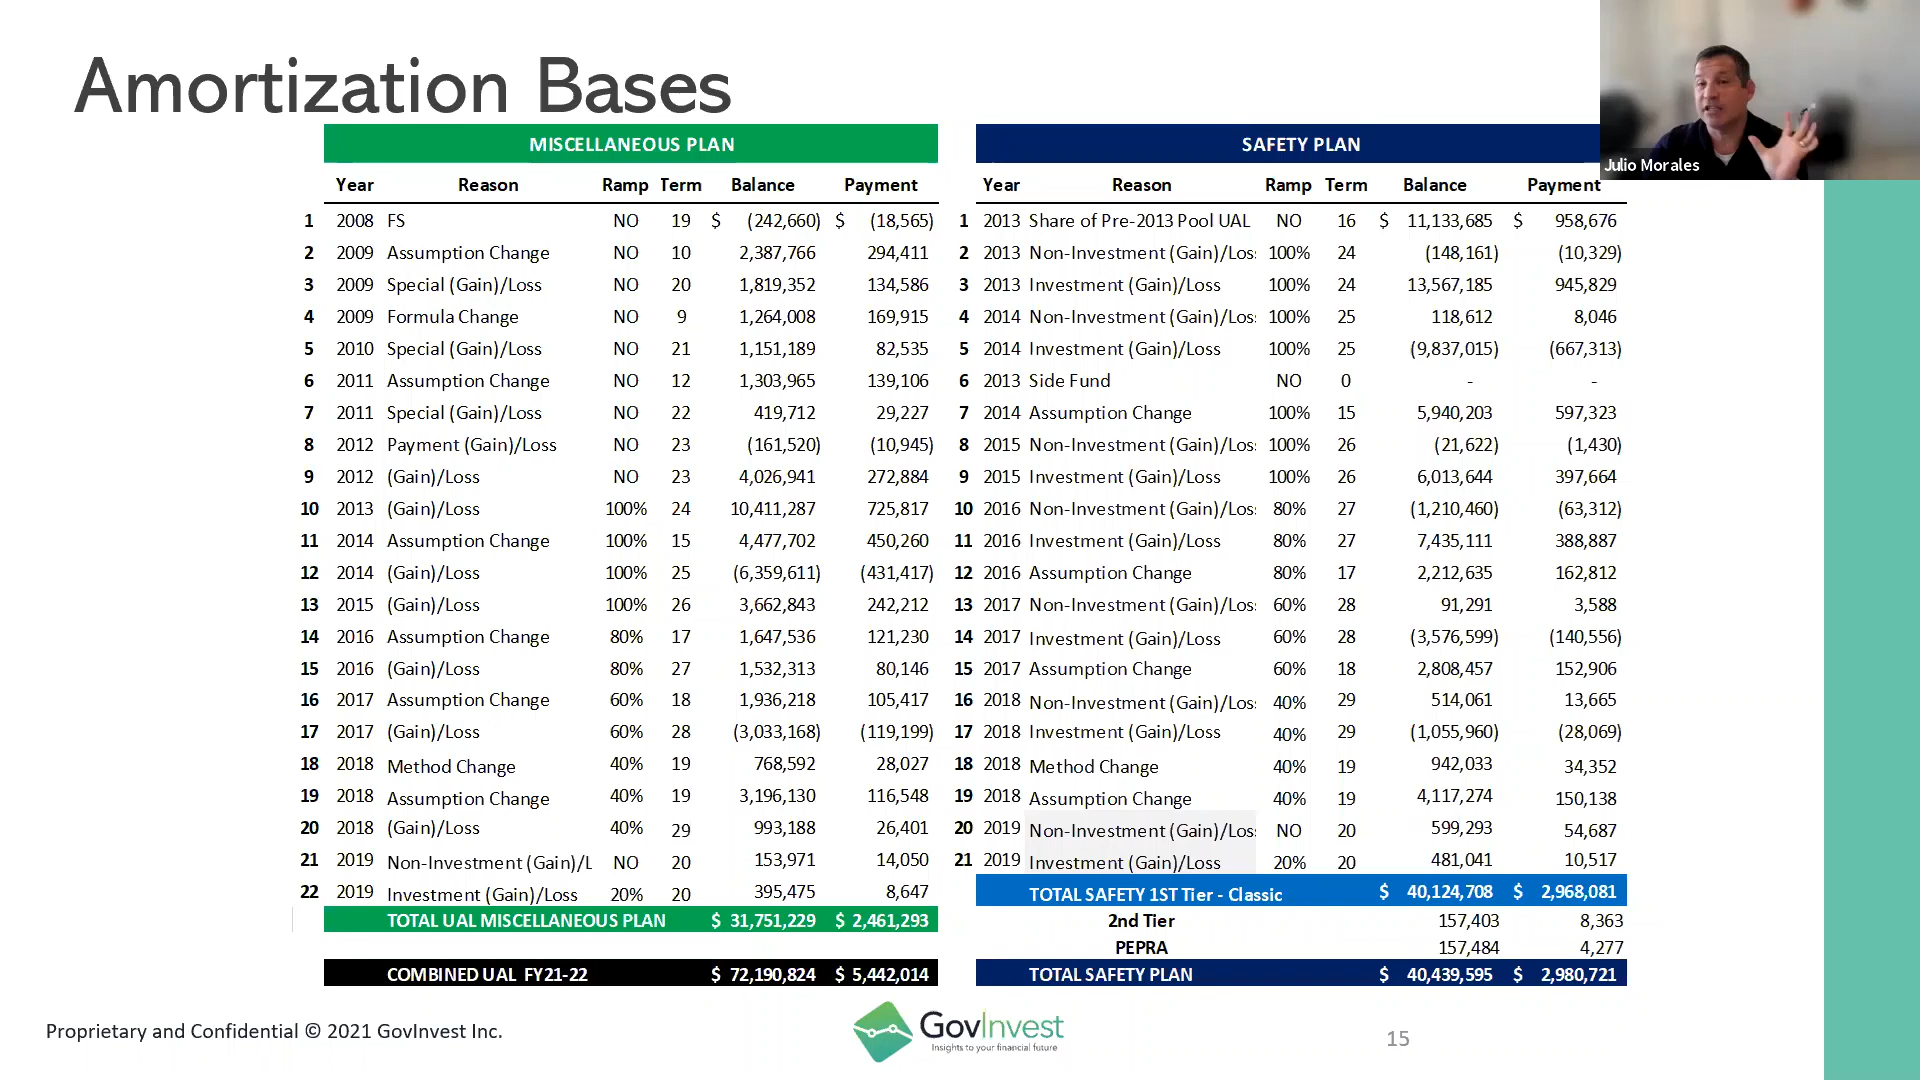 Amortization Bases
Julio Morales
MISCELLANEOUS PLAN
Year Reason Ramp Term Balance Payment
1 2008 FS NO 19 $ (242,660) $ (18,565)
2 2009 Assumption Change NO 10 2,387,766 294,411
3 2009 Special (Gain)/Loss NO 20 1,819,352 134,586
4 2009 Formula Change NO 9 1,264,008 169,915
5 2010 Special (Gain)/Loss NO 21 1,151,189 82,535
6 2011 Assumption Change NO 12 1,303,965 139,106
7 2011 Special (Gain)/Loss NO 22 419,712 29,227
8 2012 Payment (Gain)/Loss NO 23 (161,520) (10,945)
9 2012 (Gain)/Loss NO 23 4,026,941 272,884
10 2013 (Gain)/Loss 100% 24 10,411,287 725,817
11 2014 Assumption Change 100% 15 4,477,702 450,260
12 2014 (Gain)/Loss 100% 25 (6,359,611) (431,417)
13 2015 (Gain)/Loss 100% 26 3,662,843 242,212
14 2016 Assumption Change 80% 17 1,647,536 121,230
15 2016 (Gain)/Loss 80% 27 1,532,313 80,146
16 2017 Assumption Change 60% 18 1,936,218 105,417
17 2017 (Gain)/Loss 60% 28 (3,033,168) (119,199)
18 2018 Method Change 40% 19 768,592 28,027
19 2018 Assumption Change 40% 19 3,196,130 116,548
20 2018 (Gain)/Loss 40% 29 993,188 26,401
21 2019 Non-Investment (Gain)/L NO 20 153,971 14,050
22 2019 Investment (Gain)/Loss 20% 20 395,475 8,647
TOTAL UAL MISCELLANEOUS PLAN $ 31,751,229 $ 2,461,293
COMBINED UAL FY21-22 $ 72,190,824 $ 5,442,014
SAFETY PLAN
Year Reason Ramp Term Balance Payment
1 2013 Share of Pre-2013 Pool UAL NO 16 $ 11,133,685 $ 958,676
2 2013 Non-Investment (Gain)/Los 100% 24 (148,161) (10,329)
3 2013 Investment (Gain)/Loss 100% 24 13,567,185 945,829
4 2014 Non-Investment (Gain)/Los 100% 25 118,612 8,046
5 2014 Investment (Gain)/Loss 100% 25 (9,837,015) (667,313)
6 2013 Side Fund NO 0 - -
7 2014 Assumption Change 100% 15 5,940,203 597,323
8 2015 Non-Investment (Gain)/Los 100% 26 (21,622) (1,430)
9 2015 Investment (Gain)/Loss 100% 26 6,013,644 397,664
10 2016 Non-Investment (Gain)/Los 80% 27 (1,210,460) (63,312)
11 2016 Investment (Gain)/Loss 80% 27 7,435,111 388,887
12 2016 Assumption Change 80% 17 2,212,635 162,812
13 2017 Non-Investment (Gain)/Los 60% 28 91,291 3,588
14 2017 Investment (Gain)/Loss 60% 28 (3,576,599) (140,556)
15 2017 Assumption Change 60% 18 2,808,457 152,906
16 2018 Non-Investment (Gain)/Los 40% 29 514,061 13,665
17 2018 Investment (Gain)/Loss 40% 29 (1,055,960) (28,069)
18 2018 Method Change 40% 19 942,033 34,352
19 2018 Assumption Change 40% 19 4,117,274 150,138
20 2019 Non-Investment (Gain)/Los NO 20 599,293 54,687
21 2019 Investment (Gain)/Loss 20% 20 481,041 10,517
TOTAL SAFETY 1ST Tier - Classic $ 40,124,708 $ 2,968,081
2nd Tier 157,403 8,363
PEPRA 157,484 4,277
TOTAL SAFETY PLAN $ 40,439,595 $ 2,980,721
Proprietary and Confidential © 2021 GovInvest Inc.
GovInvest
Insights to your financial future
15